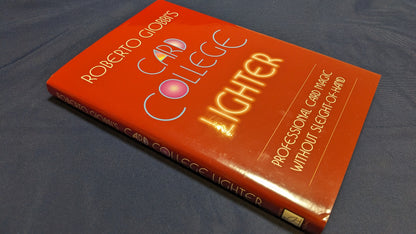 ROBERTO GIOBBI'S
CARD
COLLEGE
LIGHTER
PROFESSIONAL CARD MAGIC
WITHOUT SLEIGHT-OF-HAND
ROBERTO GIOBBI'S CARD COLLEGE LIGHTER